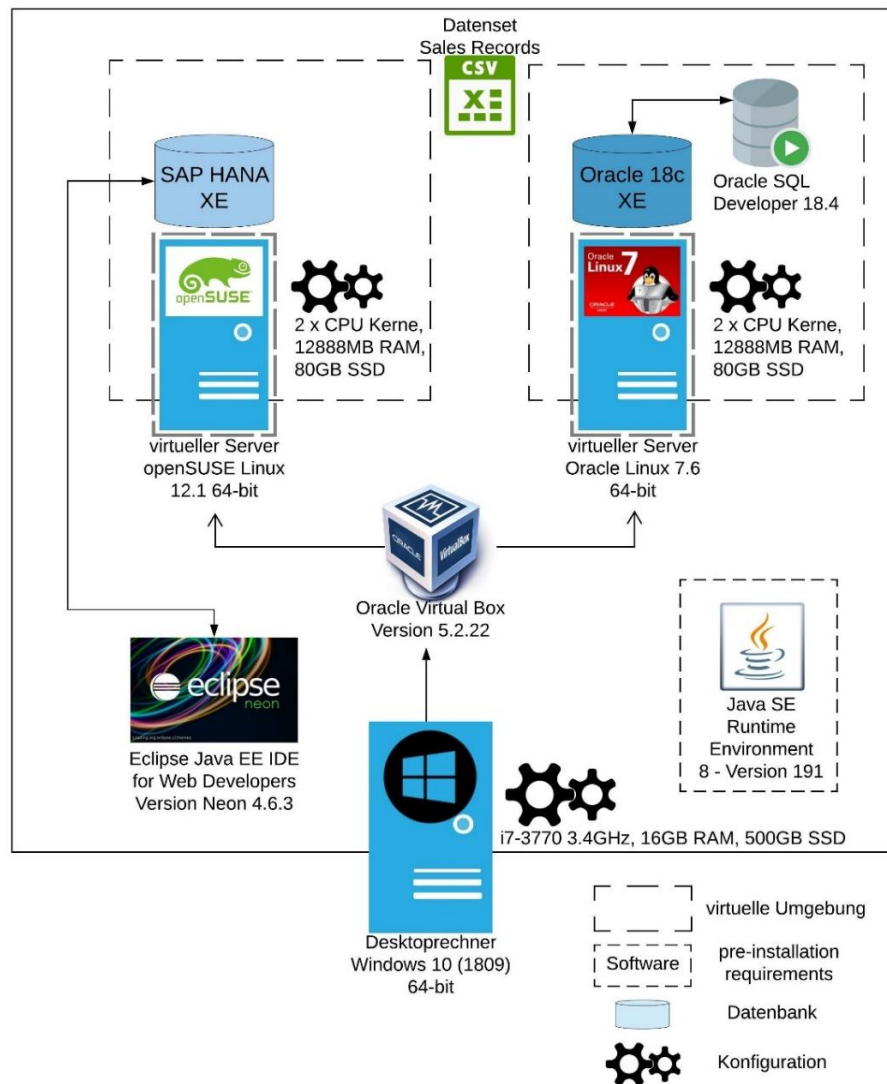 Datenset
Sales Records
CSV
X
SAP HANA
XE
Oracle 18c
XE
Oracle SQL
Developer 18.4
openSUSE
Oracle
Linux 7
ORACLE
2 x CPU Kerne,
12888MB RAM,
80GB SSD
2 x CPU Kerne,
12888MB RAM,
80GB SSD
virtueller Server
openSUSE Linux
12.1 64-bit
virtueller Server
Oracle Linux 7.6
64-bit
ORACLE
VirtualBox
Oracle Virtual Box
Version 5.2.22
eclipse
neon
Eclipse Java EE IDE
for Web Developers
Version Neon 4.6.3
Java SE
Runtime
Environment
8 - Version 191
i7-3770 3.4GHz, 16GB RAM, 500GB SSD
Desktoprechner
Windows 10 (1809)
64-bit
virtuelle Umgebung
Software
pre-installation
requirements
Datenbank
Konfiguration